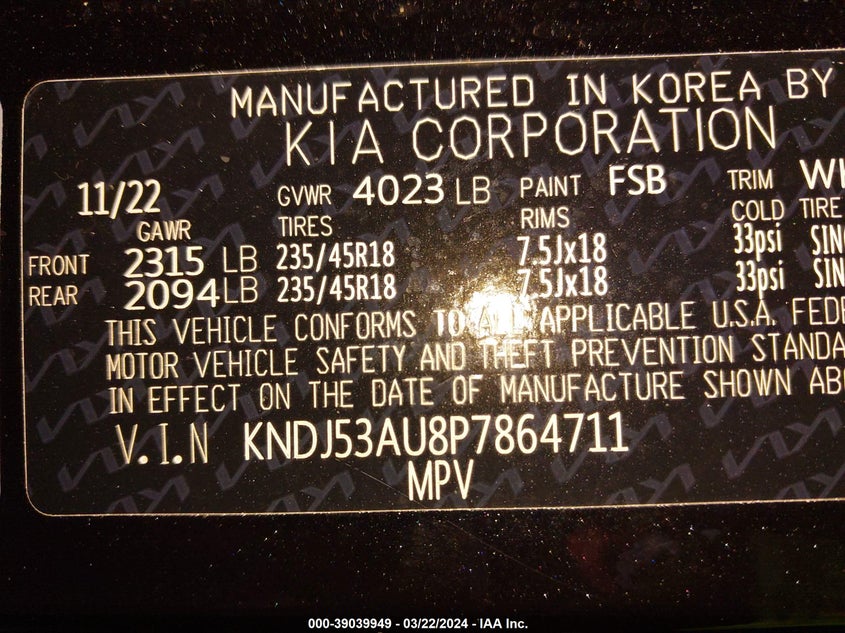 MANUFACTURED IN KOREA BY
KIA CORPORATION
11/22 GVWR 4023 LB PAINT FSB TRIM
GAWR TIRES RIMS COLD TIRE
FRONT 2315 LB 235/45R18 7.5Jx18 33psi
REAR 2094 LB 235/45R18 7.5Jx18 33psi
THIS VEHICLE CONFORMS TO ALL APPLICABLE U.S.A.
MOTOR VEHICLE SAFETY AND THEFT PREVENTION
IN EFFECT ON THE DATE OF MANUFACTURE SHOWN
V.I.N KNDJ53AU8P7864711
MPV
000-39039949 - 03/22/2024 - IAA Inc.